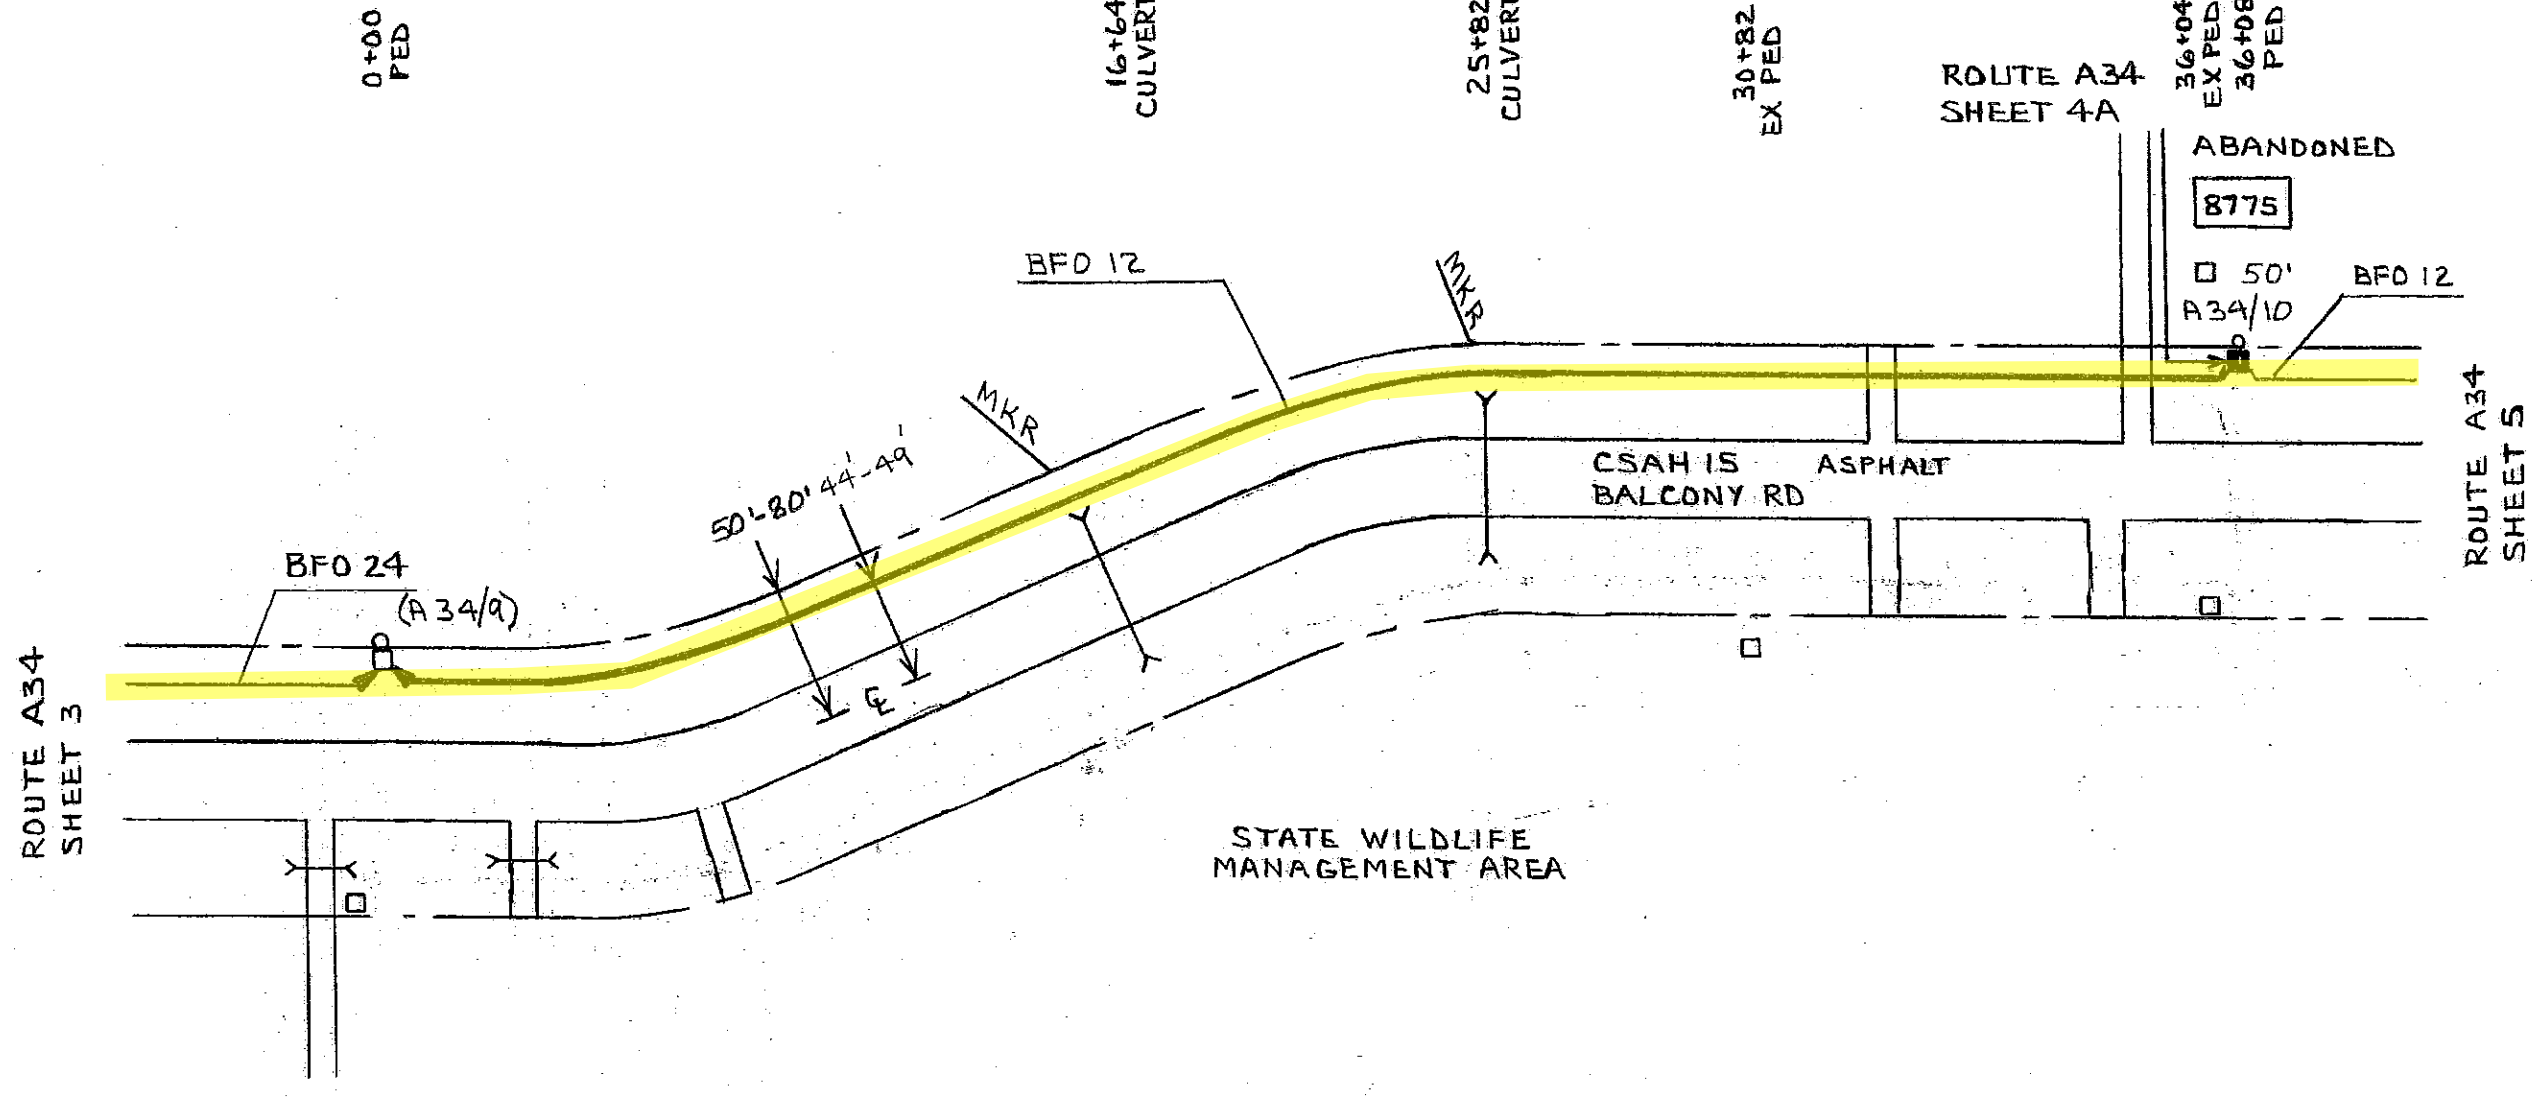 0+00
PED
16+64
CULVERT
25+82
CULVERT
30+82
EX PED
36+04
EX PED
36+08
PED
ROUTE A34
SHEET 4A
ABANDONED
8775
50'
A34/10
BFO 12
BFO 12
MKR
MKR
50'-80'
44'-49'
CSAH 15
BALCONY RD
ASPHALT
BFO 24
(A34/9)
℄
ROUTE A34
SHEET 3
ROUTE A34
SHEET 5
STATE WILDLIFE
MANAGEMENT AREA